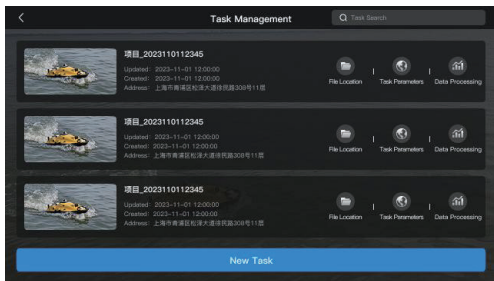 Task Management
Task Search
项目_2023110112345
Updated: 2023-11-01 12:00:00
Created: 2023-11-01 12:00:00
Address: 上海市青浦区崧泽大道徐民路308号11层
File Location
Task Parameters
Data Processing
项目_2023110112345
Updated: 2023-11-01 12:00:00
Created: 2023-11-01 12:00:00
Address: 上海市青浦区崧泽大道徐民路308号11层
File Location
Task Parameters
Data Processing
项目_2023110112345
Updated: 2023-11-01 12:00:00
Created: 2023-11-01 12:00:00
Address: 上海市青浦区崧泽大道徐民路308号11层
File Location
Task Parameters
Data Processing
New Task